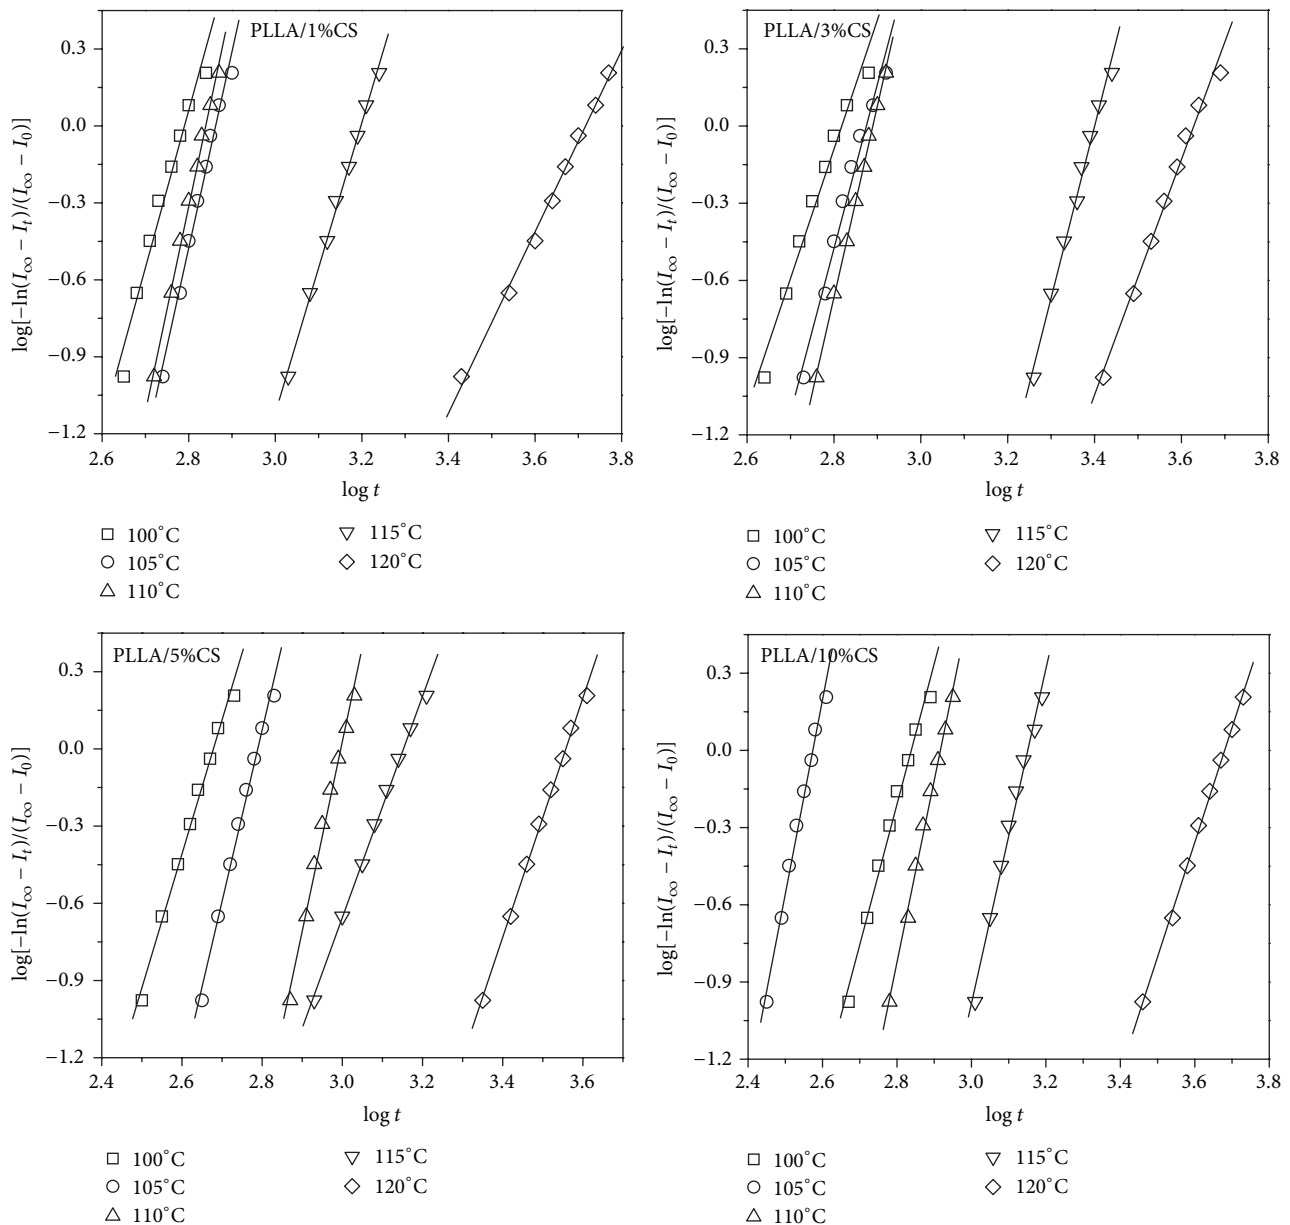 PLLA/1%CS
log[−ln(I∞ − It)/(I∞ − I0)]
0.3
0.0
−0.3
−0.6
−0.9
−1.2
2.6 2.8 3.0 3.2 3.4 3.6 3.8
log t
100°C
105°C
110°C
115°C
120°C
PLLA/3%CS
log[−ln(I∞ − It)/(I∞ − I0)]
0.3
0.0
−0.3
−0.6
−0.9
−1.2
2.6 2.8 3.0 3.2 3.4 3.6 3.8
log t
100°C
105°C
110°C
115°C
120°C
PLLA/5%CS
log[−ln(I∞ − It)/(I∞ − I0)]
0.3
0.0
−0.3
−0.6
−0.9
−1.2
2.4 2.6 2.8 3.0 3.2 3.4 3.6
log t
100°C
105°C
110°C
115°C
120°C
PLLA/10%CS
log[−ln(I∞ − It)/(I∞ − I0)]
0.3
0.0
−0.3
−0.6
−0.9
−1.2
2.4 2.6 2.8 3.0 3.2 3.4 3.6 3.8
log t
100°C
105°C
110°C
115°C
120°C